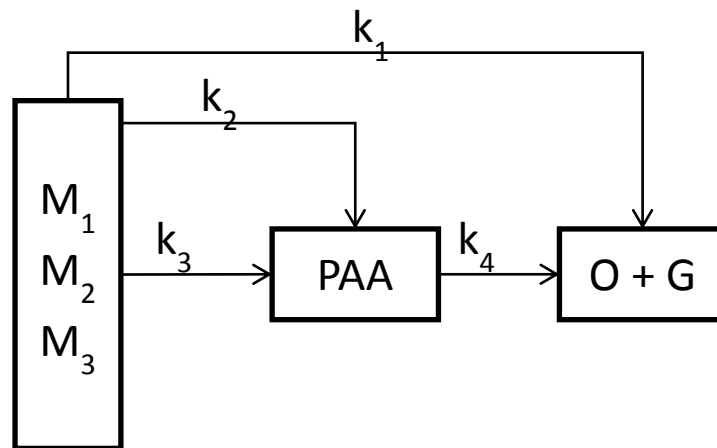 k₁
k₂
M₁
M₂
M₃
k₃
PAA
k₄
O + G